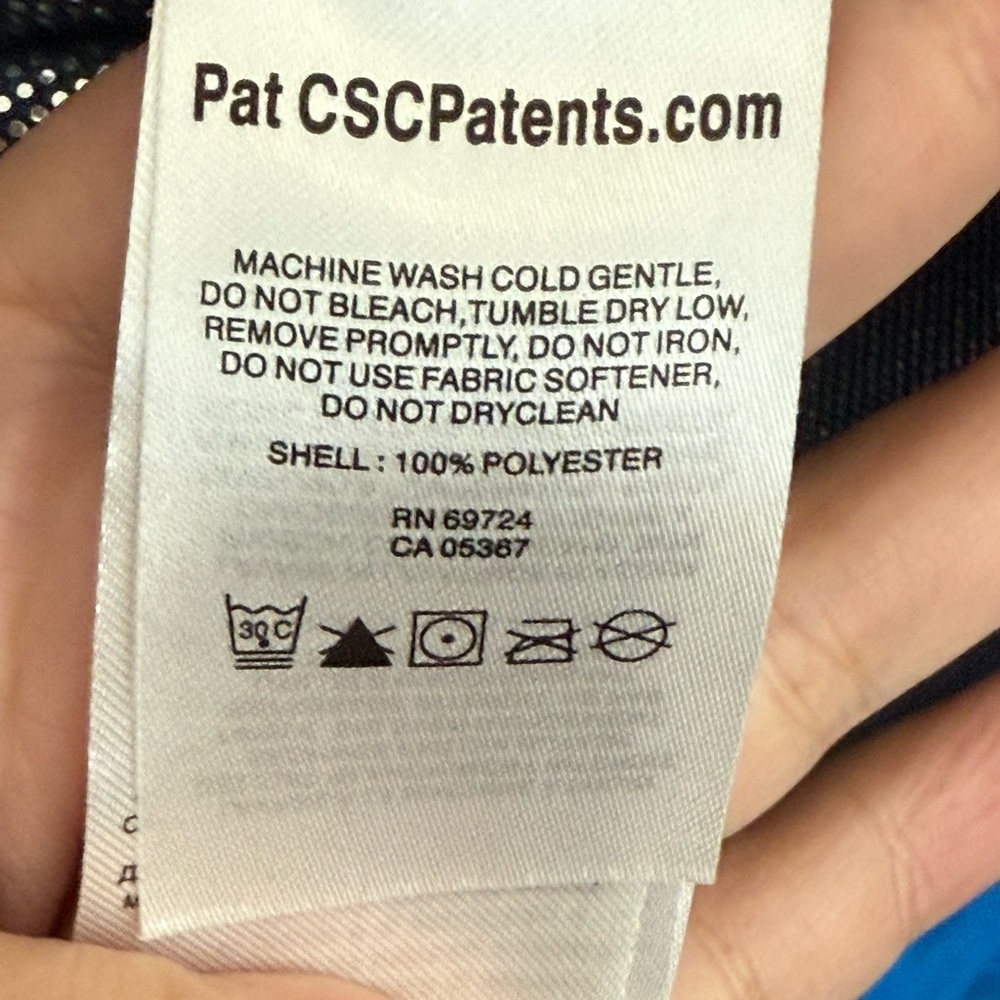 Pat CSCPatents.com
MACHINE WASH COLD GENTLE,
DO NOT BLEACH,TUMBLE DRY LOW,
REMOVE PROMPTLY, DO NOT IRON,
DO NOT USE FABRIC SOFTENER,
DO NOT DRYCLEAN
SHELL : 100% POLYESTER
RN 69724
CA 05367
30 C